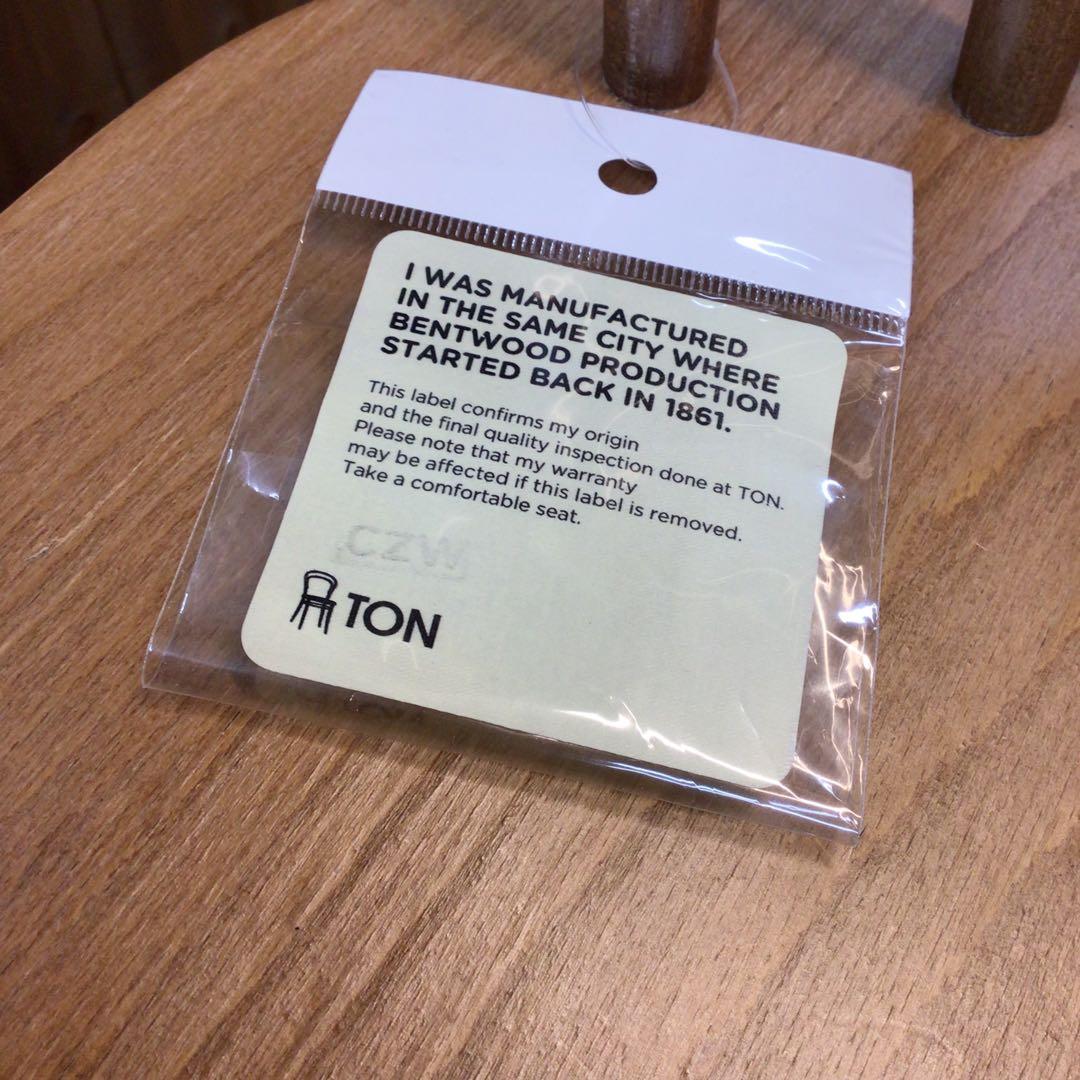 I WAS MANUFACTURED
IN THE SAME CITY WHERE
BENTWOOD PRODUCTION
STARTED BACK IN 1861.
This label confirms my origin
and the final quality inspection done at TON.
Please note that my warranty
may be affected if this label is removed.
Take a comfortable seat.
CZW
TON